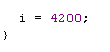 i = 4200;
}